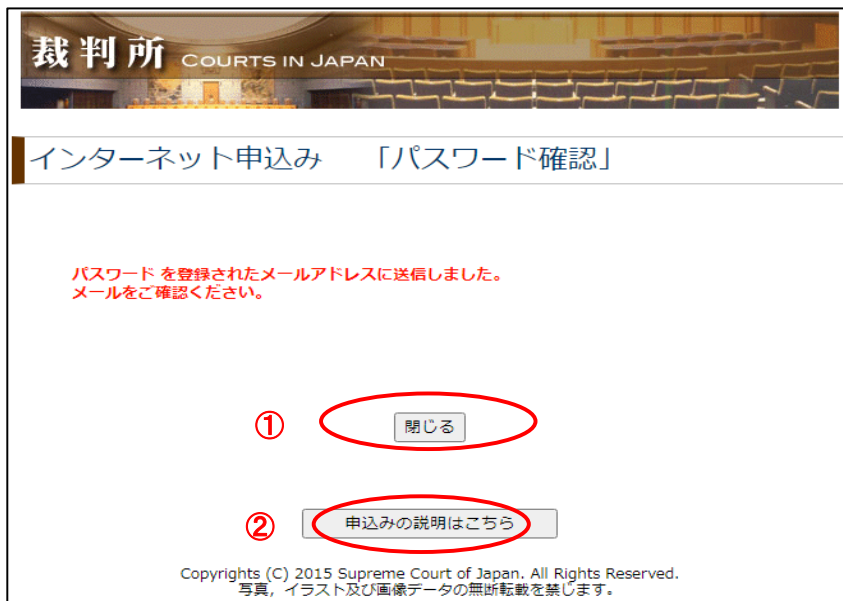 裁判所 COURTS IN JAPAN
インターネット申込み 「パスワード確認」
パスワード を登録されたメールアドレスに送信しました。
メールをご確認ください。
① 閉じる
② 申込みの説明はこちら
Copyrights (C) 2015 Supreme Court of Japan. All Rights Reserved.
写真，イラスト及び画像データの無断転載を禁じます。